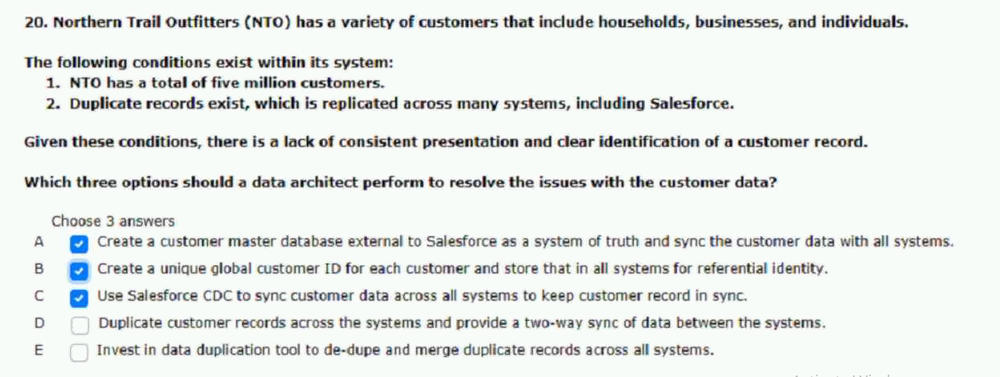 20. Northern Trail Outfitters (NTO) has a variety of customers that include households, businesses, and individuals.
The following conditions exist within its system:
1. NTO has a total of five million customers.
2. Duplicate records exist, which is replicated across many systems, including Salesforce.
Given these conditions, there is a lack of consistent presentation and clear identification of a customer record.
Which three options should a data architect perform to resolve the issues with the customer data?
Choose 3 answers
A Create a customer master database external to Salesforce as a system of truth and sync the customer data with all systems.
B Create a unique global customer ID for each customer and store that in all systems for referential identity.
C Use Salesforce CDC to sync customer data across all systems to keep customer record in sync.
D Duplicate customer records across the systems and provide a two-way sync of data between the systems.
E Invest in data duplication tool to de-dupe and merge duplicate records across all systems.